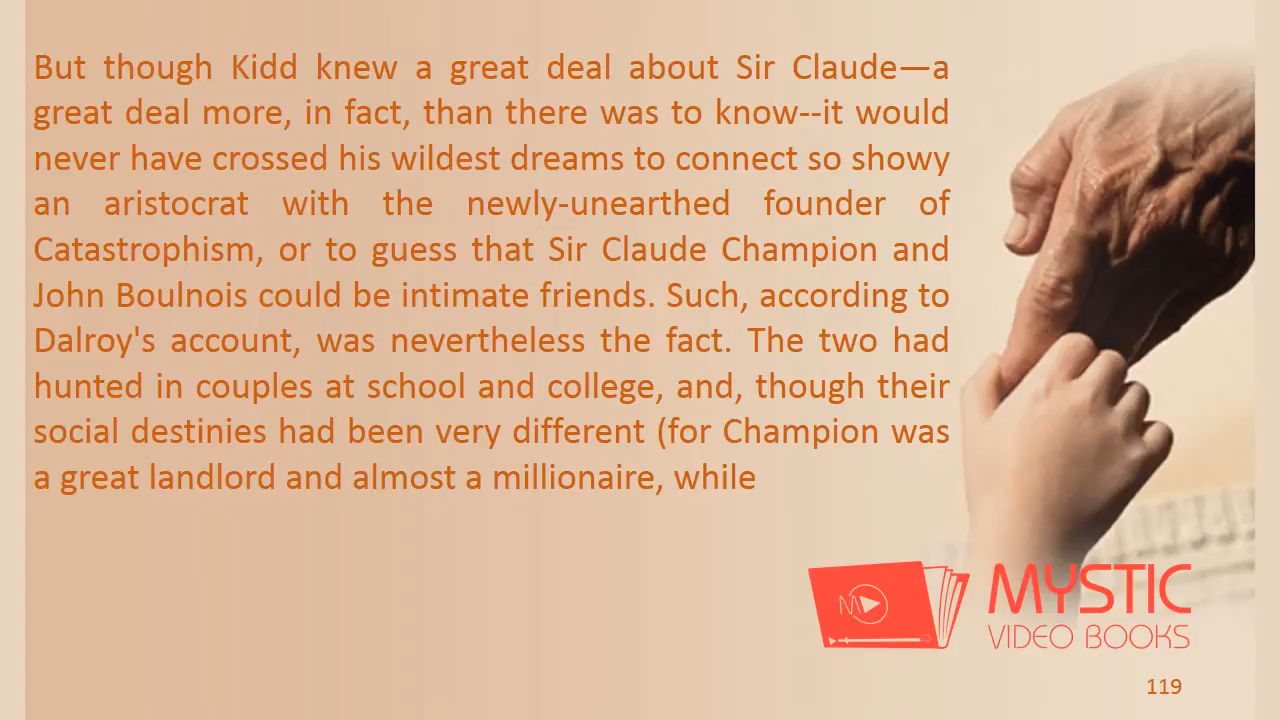 But though Kidd knew a great deal about Sir Claude—a
great deal more, in fact, than there was to know--it would
never have crossed his wildest dreams to connect so showy
an aristocrat with the newly-unearthed founder of
Catastrophism, or to guess that Sir Claude Champion and
John Boulnois could be intimate friends. Such, according to
Dalroy's account, was nevertheless the fact. The two had
hunted in couples at school and college, and, though their
social destinies had been very different (for Champion was
a great landlord and almost a millionaire, while
M
MYSTIC
VIDEO BOOKS
119